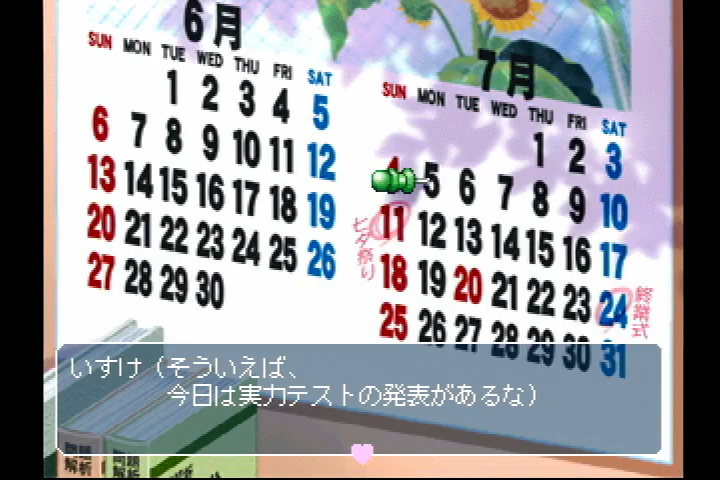 6月
SUN MON TUE WED THU FRI SAT
1 2 3 4 5
6 7 8 9 10 11 12
13 14 15 16 17 18 19
20 21 22 23 24 25 26
27 28 29 30
7月
SUN MON TUE WED THU FRI SAT
1 2 3
4 5 6 7 8 9 10
11 12 13 14 15 16 17
18 19 20 21 22 23 24
25 26 27 28 29 30 31
終業式
いすけ（そういえば、
今日は実力テストの発表があるな）
問題
解析
問題
解析